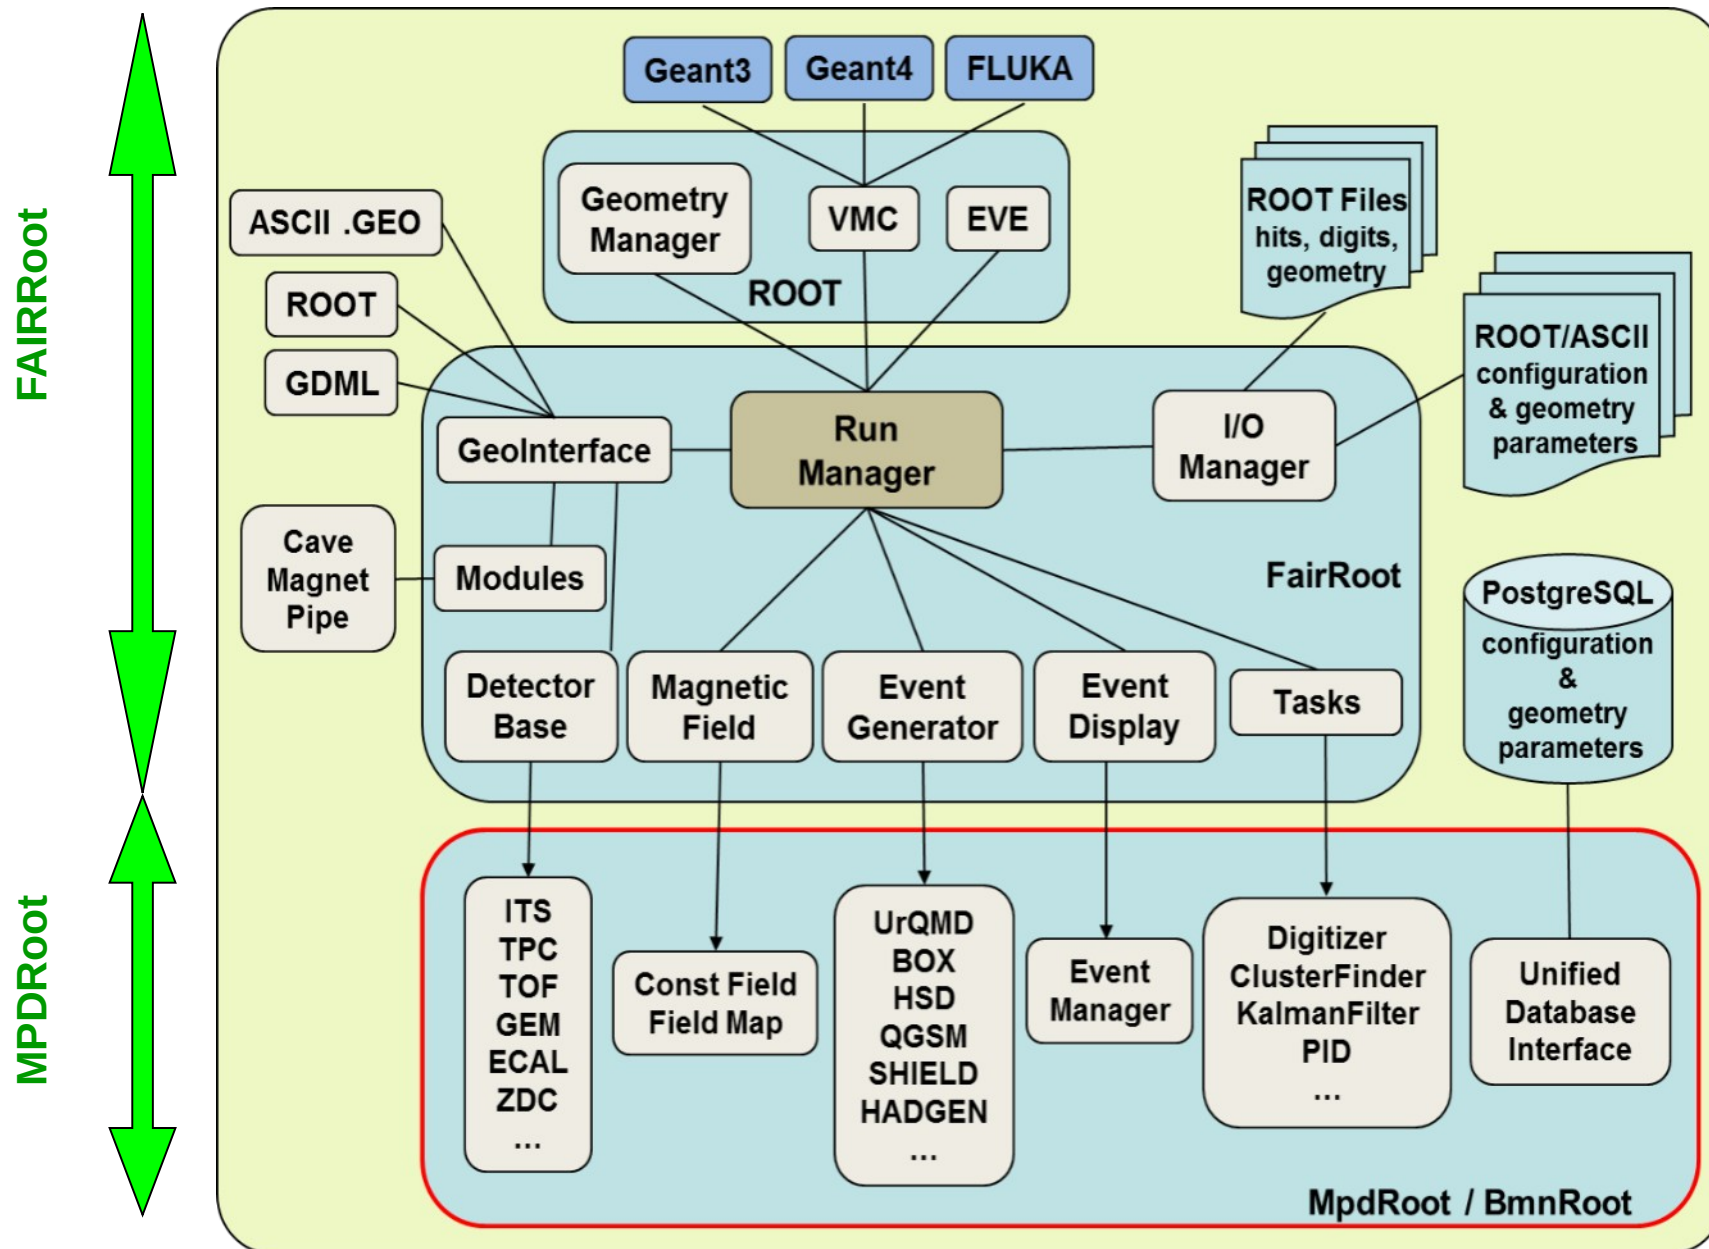 FAIRRoot
MPDRoot
Geant3
Geant4
FLUKA
Geometry
Manager
VMC
EVE
ROOT
ASCII .GEO
ROOT
GDML
ROOT Files
hits, digits,
geometry
ROOT/ASCII
configuration
& geometry
parameters
GeoInterface
Run
Manager
I/O
Manager
Cave
Magnet
Pipe
Modules
FairRoot
PostgreSQL
configuration
&
geometry
parameters
Detector
Base
Magnetic
Field
Event
Generator
Event
Display
Tasks
ITS
TPC
TOF
GEM
ECAL
ZDC
...
Const Field
Field Map
UrQMD
BOX
HSD
QGSM
SHIELD
HADGEN
...
Event
Manager
Digitizer
ClusterFinder
KalmanFilter
PID
...
Unified
Database
Interface
MpdRoot / BmnRoot